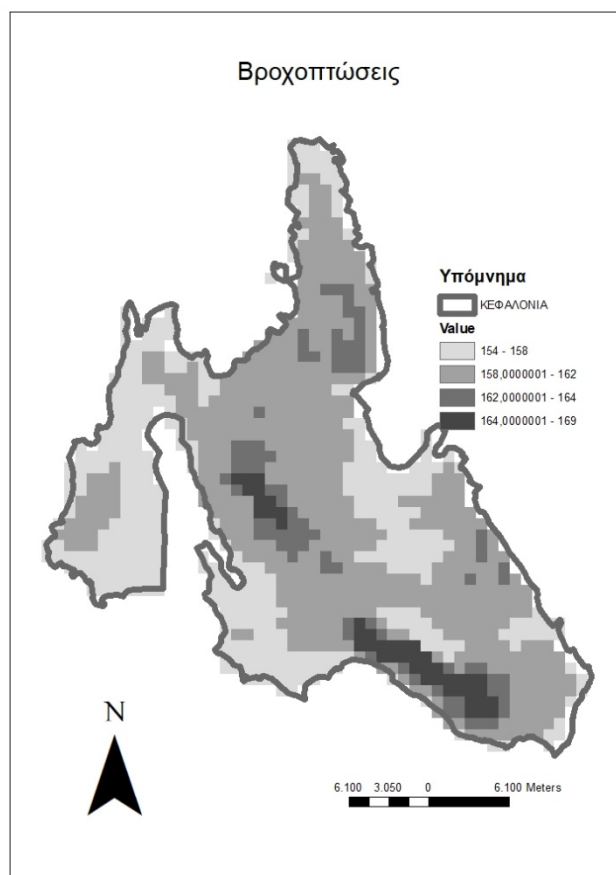 Βροχοπτώσεις
Υπόμνημα
ΚΕΦΑΛΟΝΙΑ
Value
154 - 158
158,0000001 - 162
162,0000001 - 164
164,0000001 - 169
N
6.100 3.050 0 6.100 Meters